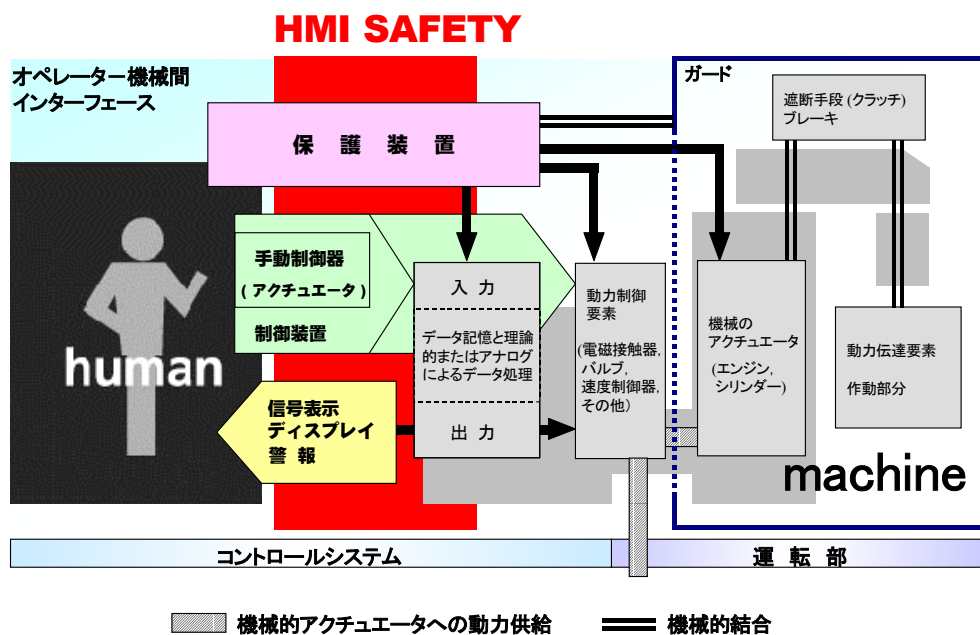 HMI SAFETY
オペレーター機械間
インターフェース
ガード
遮断手段 (クラッチ)
ブレーキ
保護装置
手動制御器
( アクチュエータ )
制御装置
入力
データ記憶と理論
的またはアナログ
によるデータ処理
出力
動力制御
要素
(電磁接触器,
バルブ,
速度制御器,
その他)
機械の
アクチュエータ
(エンジン,
シリンダー)
動力伝達要素
作動部分
human
信号表示
ディスプレイ
警報
machine
コントロールシステム
運転部
機械的アクチュエータへの動力供給
機械的結合